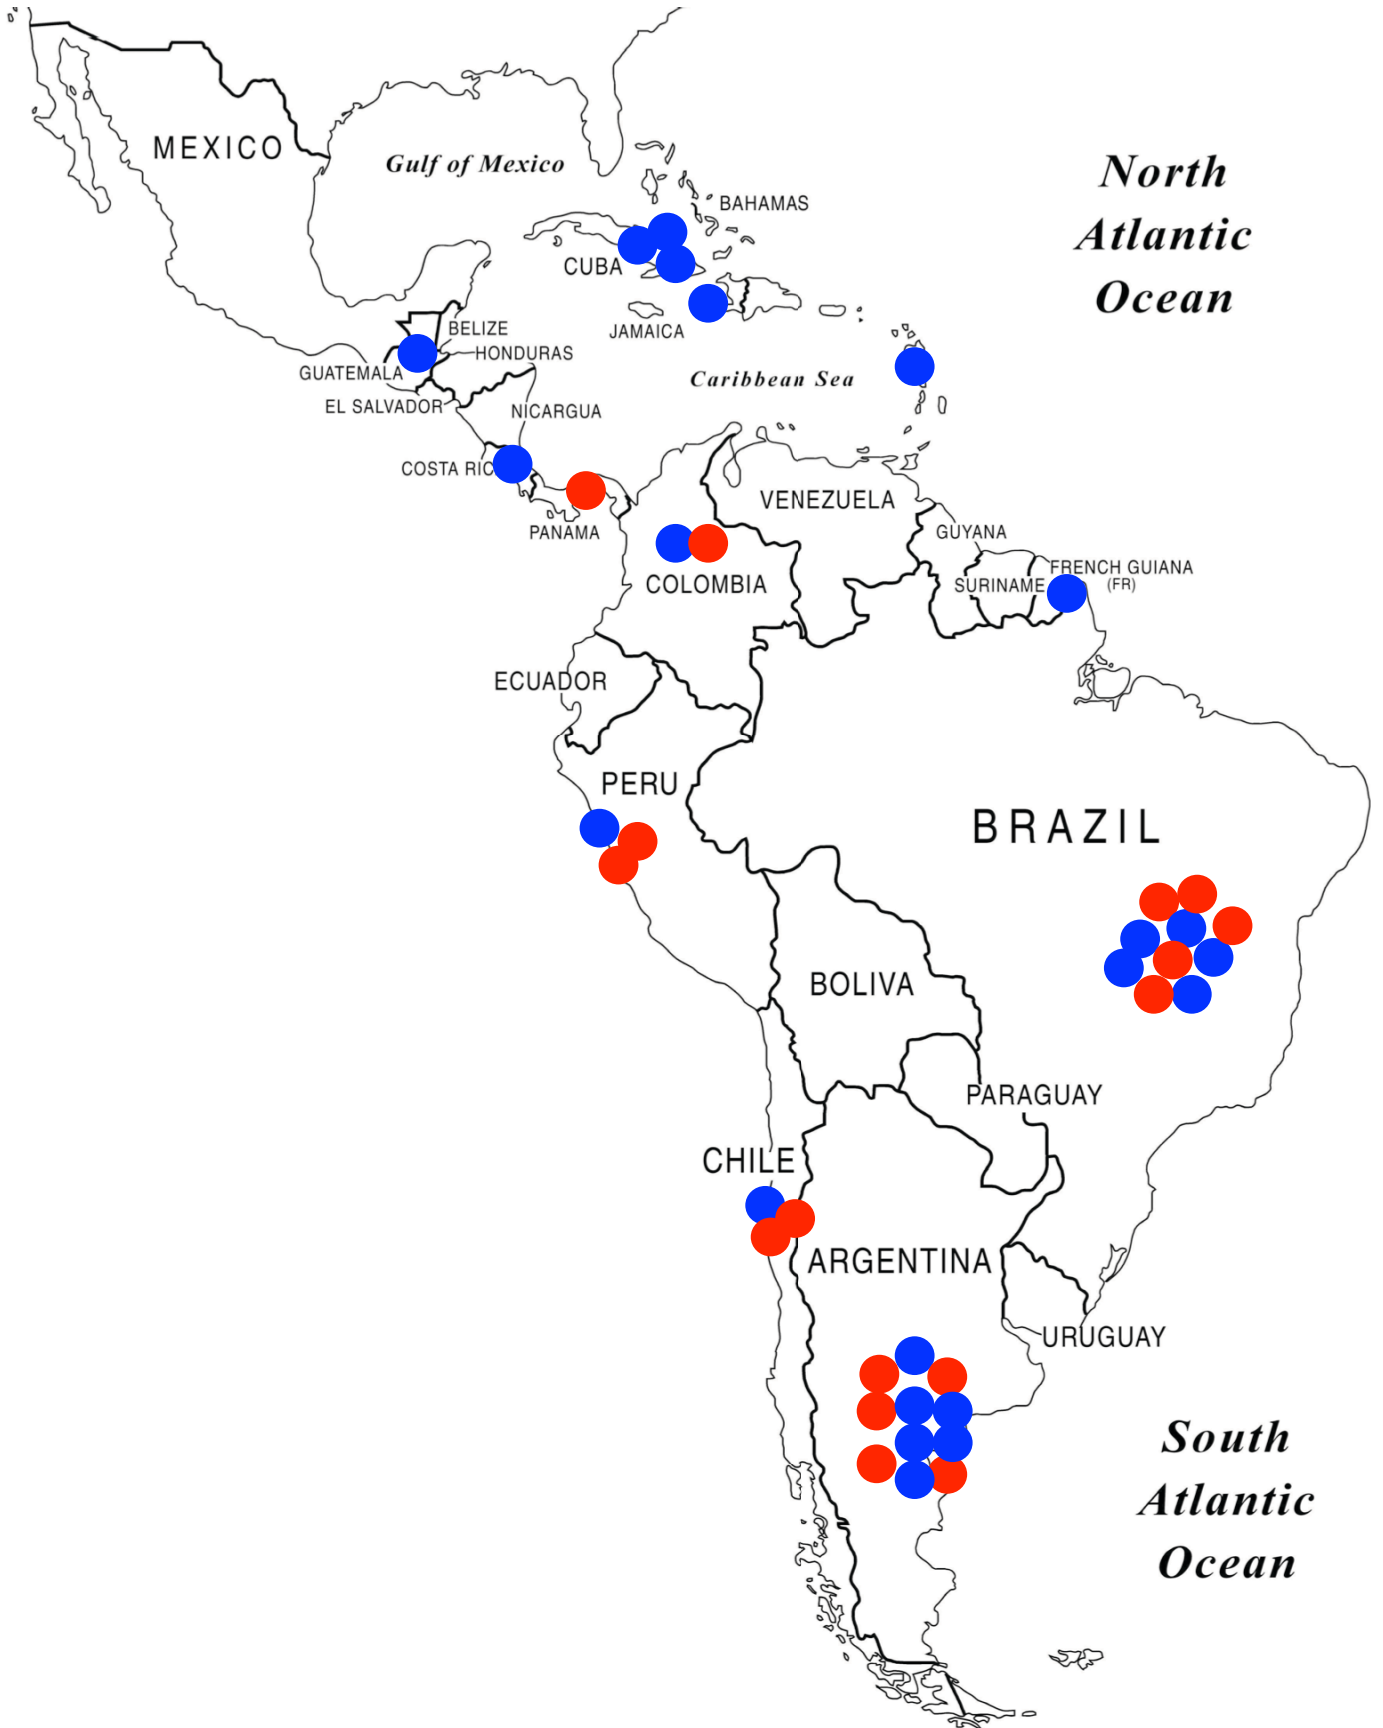 MEXICO
Gulf of Mexico
North
Atlantic
Ocean
BAHAMAS
CUBA
JAMAICA
BELIZE
HONDURAS
GUATEMALA
Caribbean Sea
EL SALVADOR
NICARGUA
COSTA RIC
VENEZUELA
PANAMA
GUYANA
COLOMBIA
FRENCH GUIANA
(FR)
SURINAME
ECUADOR
PERU
BRAZIL
BOLIVA
PARAGUAY
CHILE
ARGENTINA
URUGUAY
South
Atlantic
Ocean